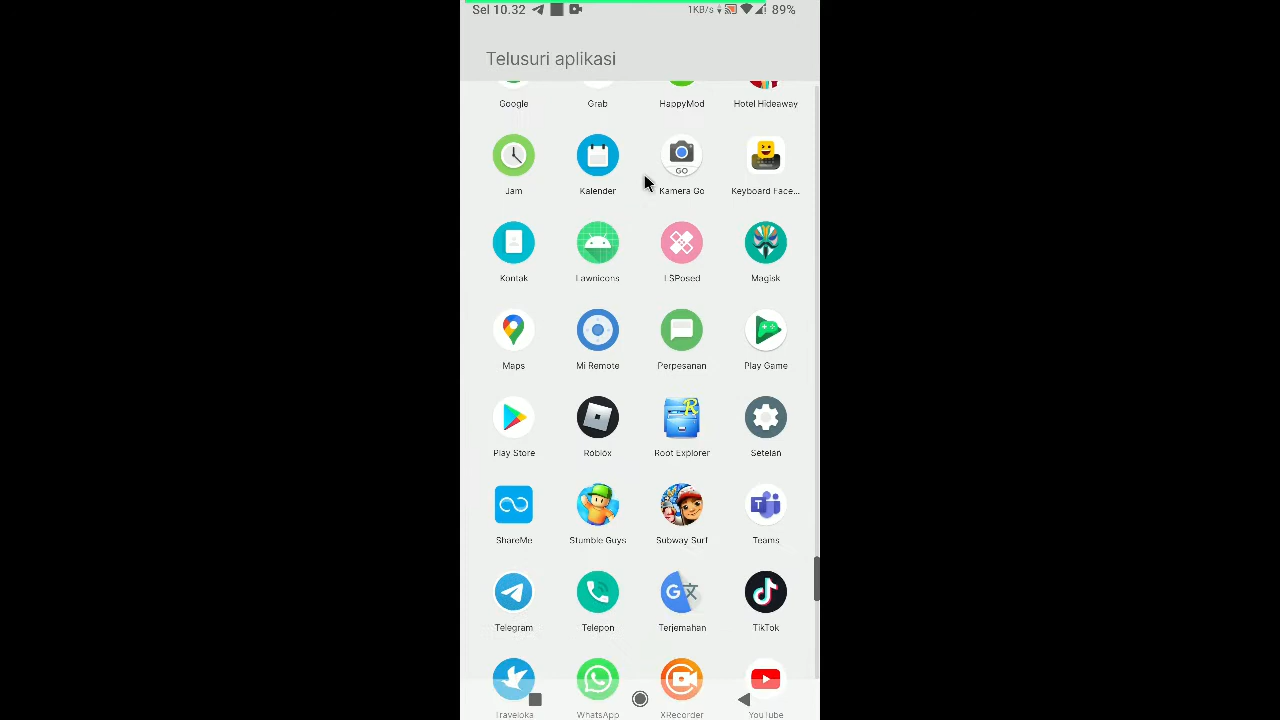 Sel 10.32 1KB/s 89%
Telusuri aplikasi
Google Grab HappyMod Hotel Hideaway
Jam Kalender Kamera Go Keyboard Face...
Kontak Lawnicons LSPosed Magisk
Maps Mi Remote Perpesanan Play Game
Play Store Roblox Root Explorer Setelan
ShareMe Stumble Guys Subway Surf Teams
Telegram Telepon Terjemahan TikTok
Traveloka WhatsApp XRecorder YouTube